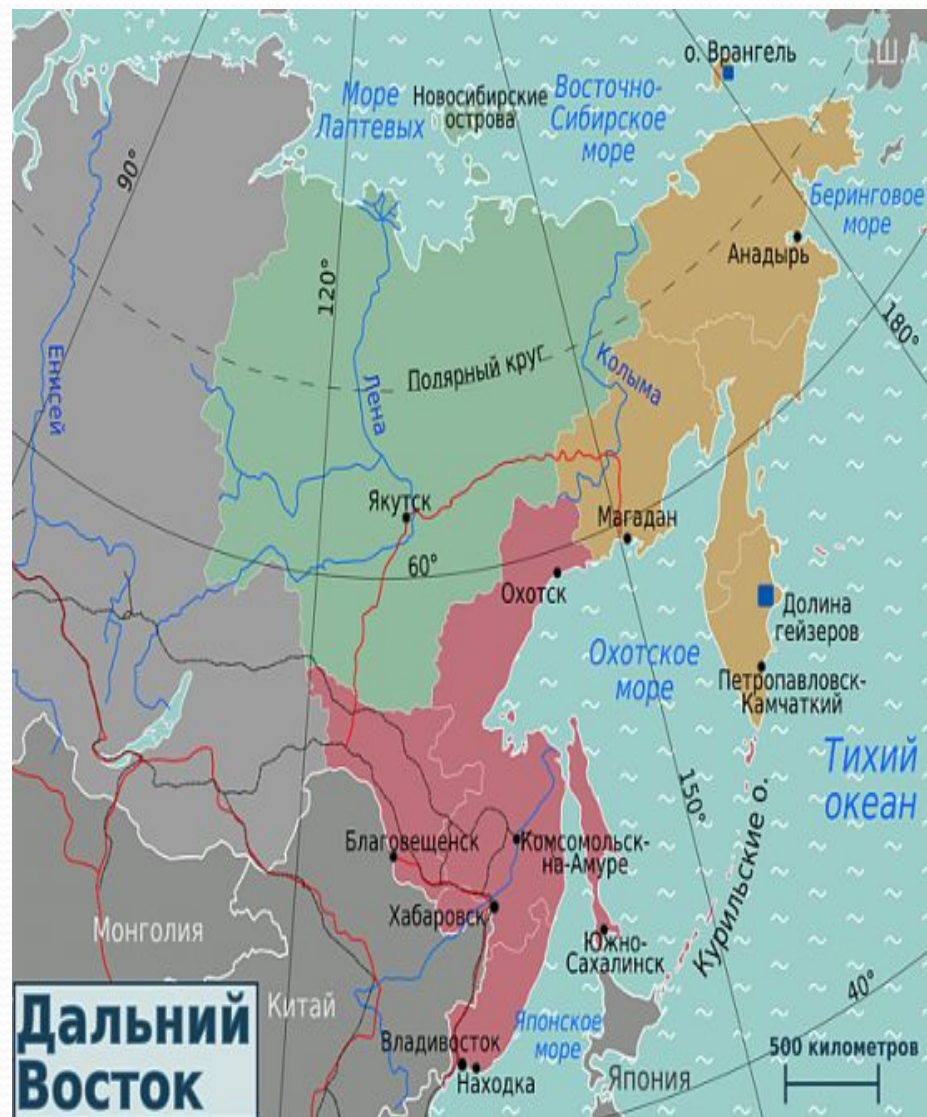 о. Врангель
С.Ш.А
Море
Лаптевых
Новосибирские
острова
Восточно-
Сибирское
море
90°
Берингово​е
море
Анадырь
120°
180°
Енисей
Лена
Полярный круг
Колыма
Якутск
Магадан
60°
Охотск
Долина
гейзеров
Охотское
море
Петропавловск-
Камчаткий
Тихий
океан
150°
Благовещенск
Комсомольск-
на-Амуре
Хабаровск
Курильские о.
Монголия
Южно-
Сахалинск
40°
Китай
Дальний
Восток
Владивосток
Японское
море
500 километров
Находка
Япония